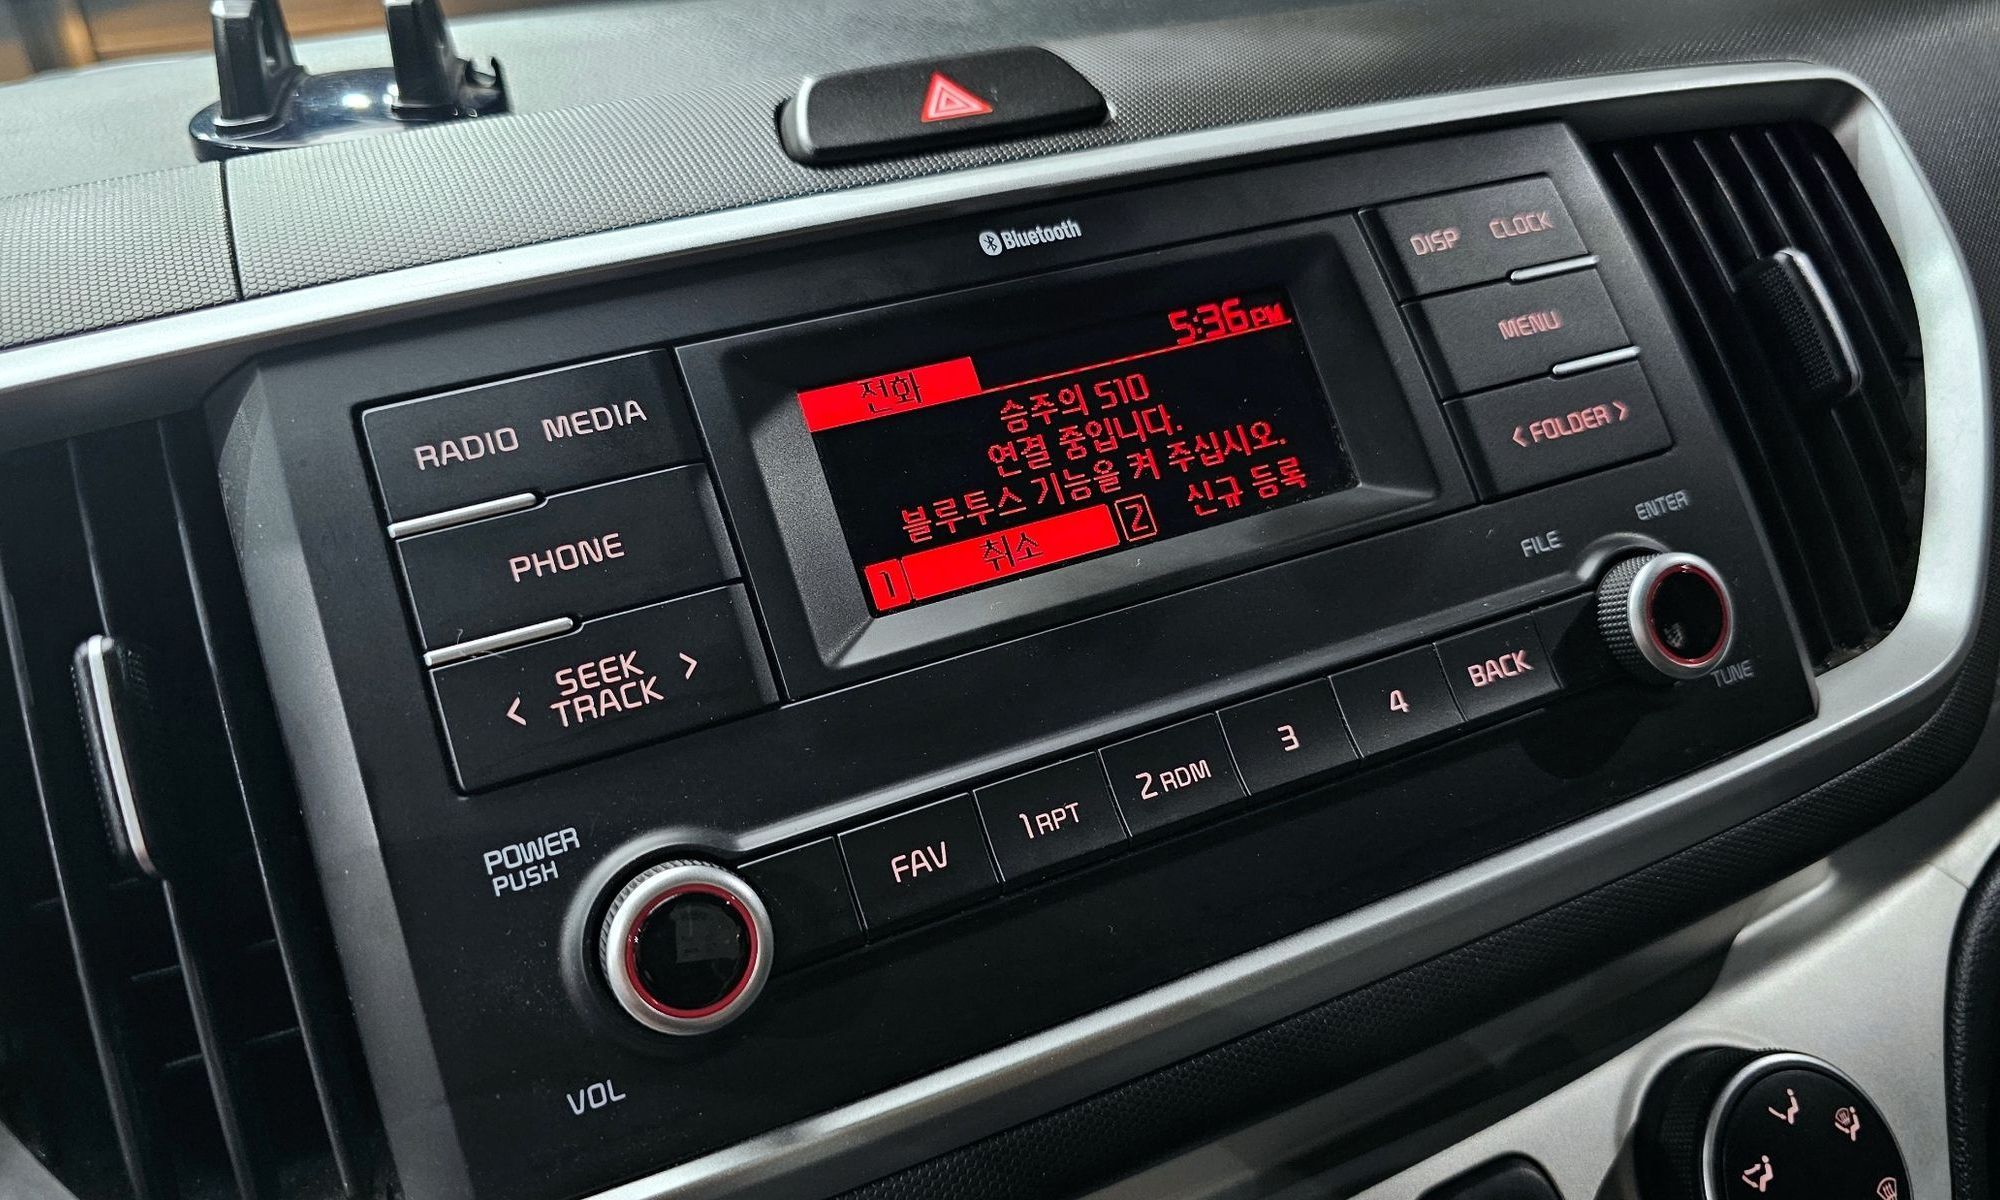 Bluetooth
DISP CLOCK
5:36 PM
전화
MENU
승주의 S10
연결 중입니다.
블루투스 기능을 켜 주십시오.
1 취소 2 신규 등록
RADIO MEDIA
< FOLDER >
PHONE
FILE
ENTER
< SEEK TRACK >
TUNE
POWER
PUSH
FAV
1 RPT
2 RDM
3
4
BACK
VOL